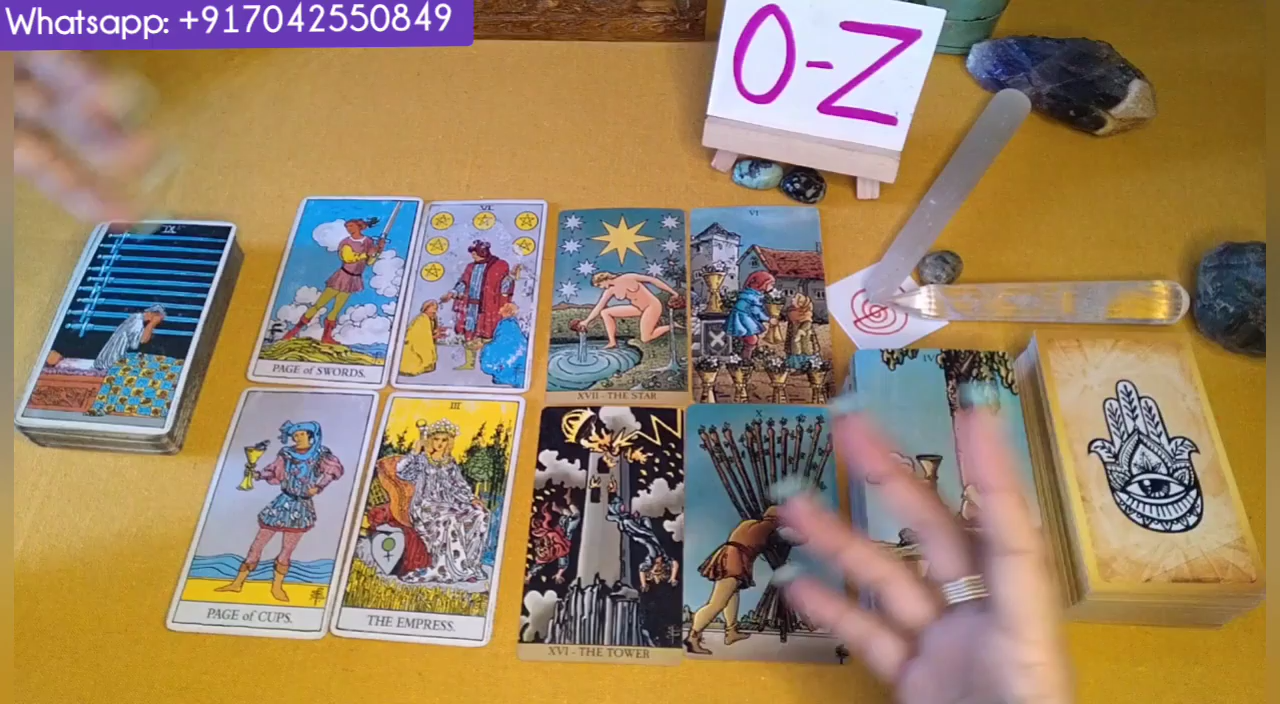 Whatsapp: +917042550849
O-Z
IX
PAGE of SWORDS.
VI
XVII - THE STAR
VI
PAGE of CUPS.
III
THE EMPRESS.
XVI - THE TOWER
X
IV